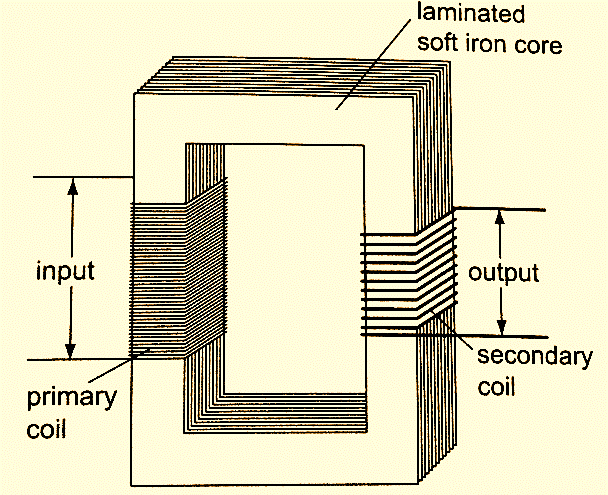 laminated
soft iron core
input
output
primary
coil
secondary
coil